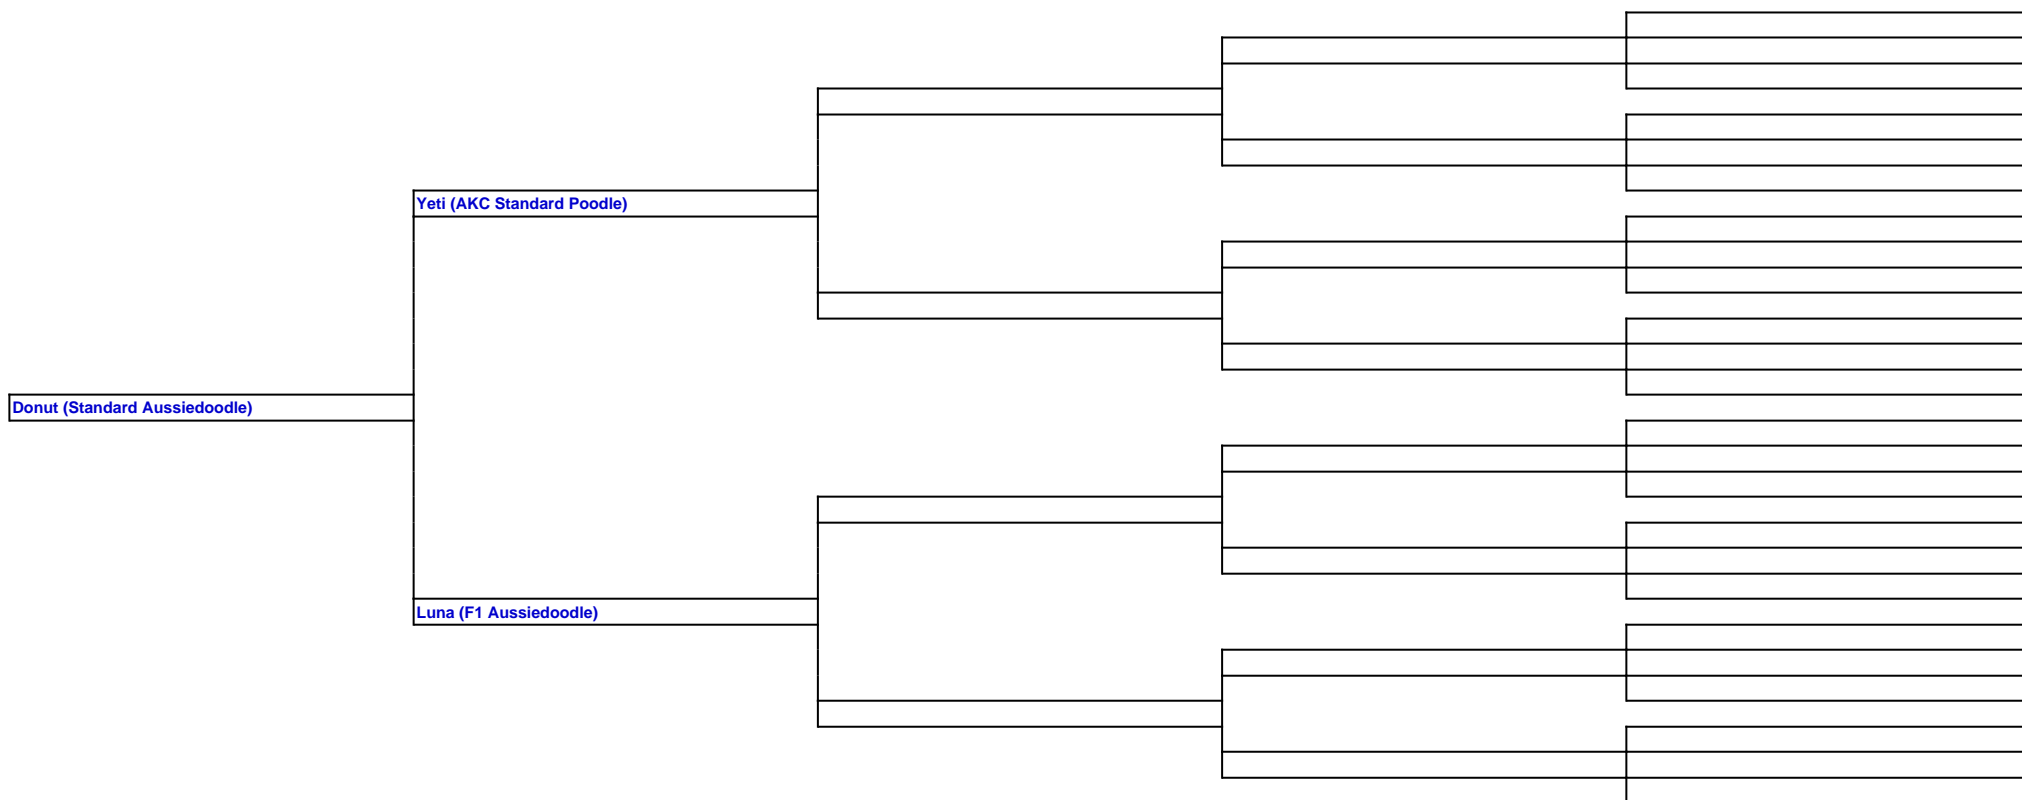 Yeti (AKC Standard Poodle)
Donut (Standard Aussiedoodle)
Luna (F1 Aussiedoodle)